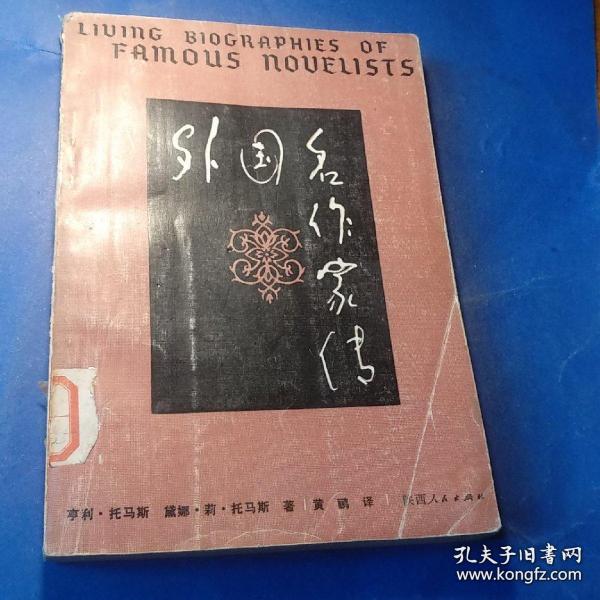 LIVING BIOGRAPHIES OF
FAMOUS NOVELISTS
外国名作家传
亨利·托马斯 黛娜·莉·托马斯 著 黄鹂 译 陕西人民出版社
孔夫子旧书网
www.kongfz.com